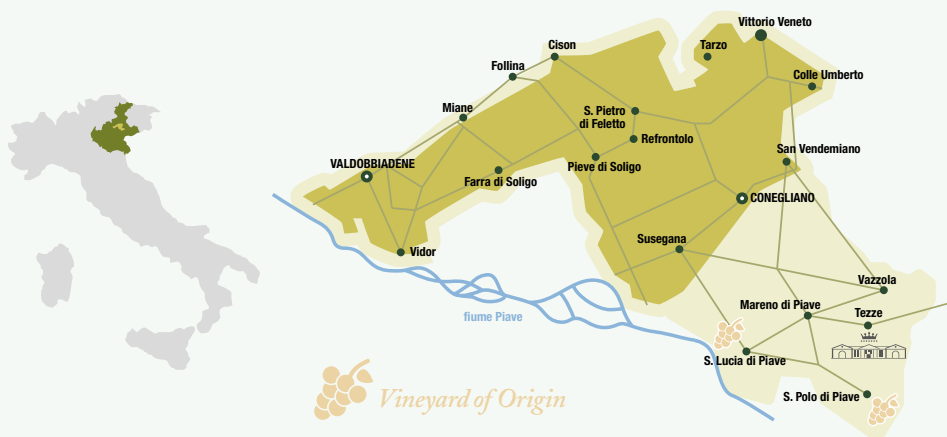 Vittorio Veneto
Cison
Tarzo
Follina
Colle Umberto
Miane
S. Pietro
di Feletto
Refrontolo
San Vendemiano
VALDOBBIADENE
Pieve di Soligo
Farra di Soligo
CONEGLIANO
Susegana
Vidor
Vazzola
Mareno di Piave
Tezze
fiume Piave
S. Lucia di Piave
S. Polo di Piave
Vineyard of Origin